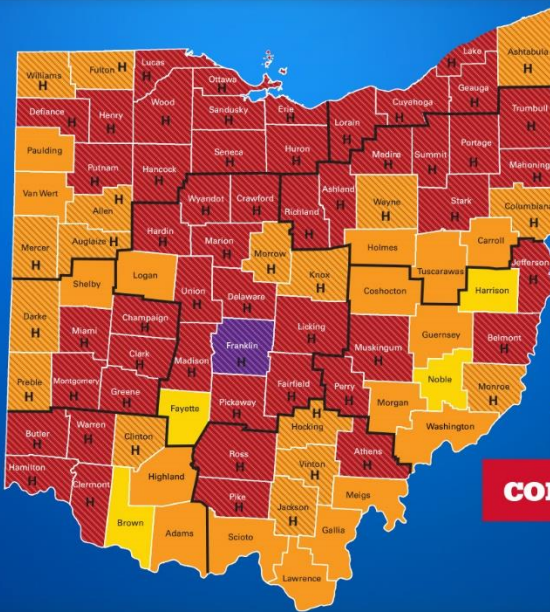 Williams H
Fulton H
Lucas H
Ottawa H
Lake H
Ashtabula H
Geauga H
Defiance H
Henry H
Wood H
Sandusky H
Erie H
Lorain H
Cuyahoga H
Trumbull H
Paulding
Putnam H
Hancock H
Seneca H
Huron H
Medina H
Summit H
Portage H
Mahoning H
Van Wert
Allen H
Wyandot H
Crawford H
Richland H
Ashland H
Wayne H
Stark H
Columbiana H
Mercer H
Auglaize H
Hardin H
Marion H
Morrow H
Knox H
Holmes
Tuscarawas
Carroll
Jefferson H
Shelby
Logan
Union H
Delaware H
Coshocton
Harrison
Darke H
Miami H
Champaign H
Clark H
Madison H
Franklin H
Licking H
Muskingum H
Guernsey
Belmont H
Preble H
Montgomery H
Greene H
Fayette
Pickaway H
Fairfield H
Perry H
Morgan
Noble
Monroe H
Butler H
Warren H
Clinton H
Ross H
Hocking H
Athens H
Washington
Hamilton H
Clermont H
Highland
Vinton H
Meigs
Brown
Adams
Pike H
Scioto
Jackson H
Gallia
Lawrence